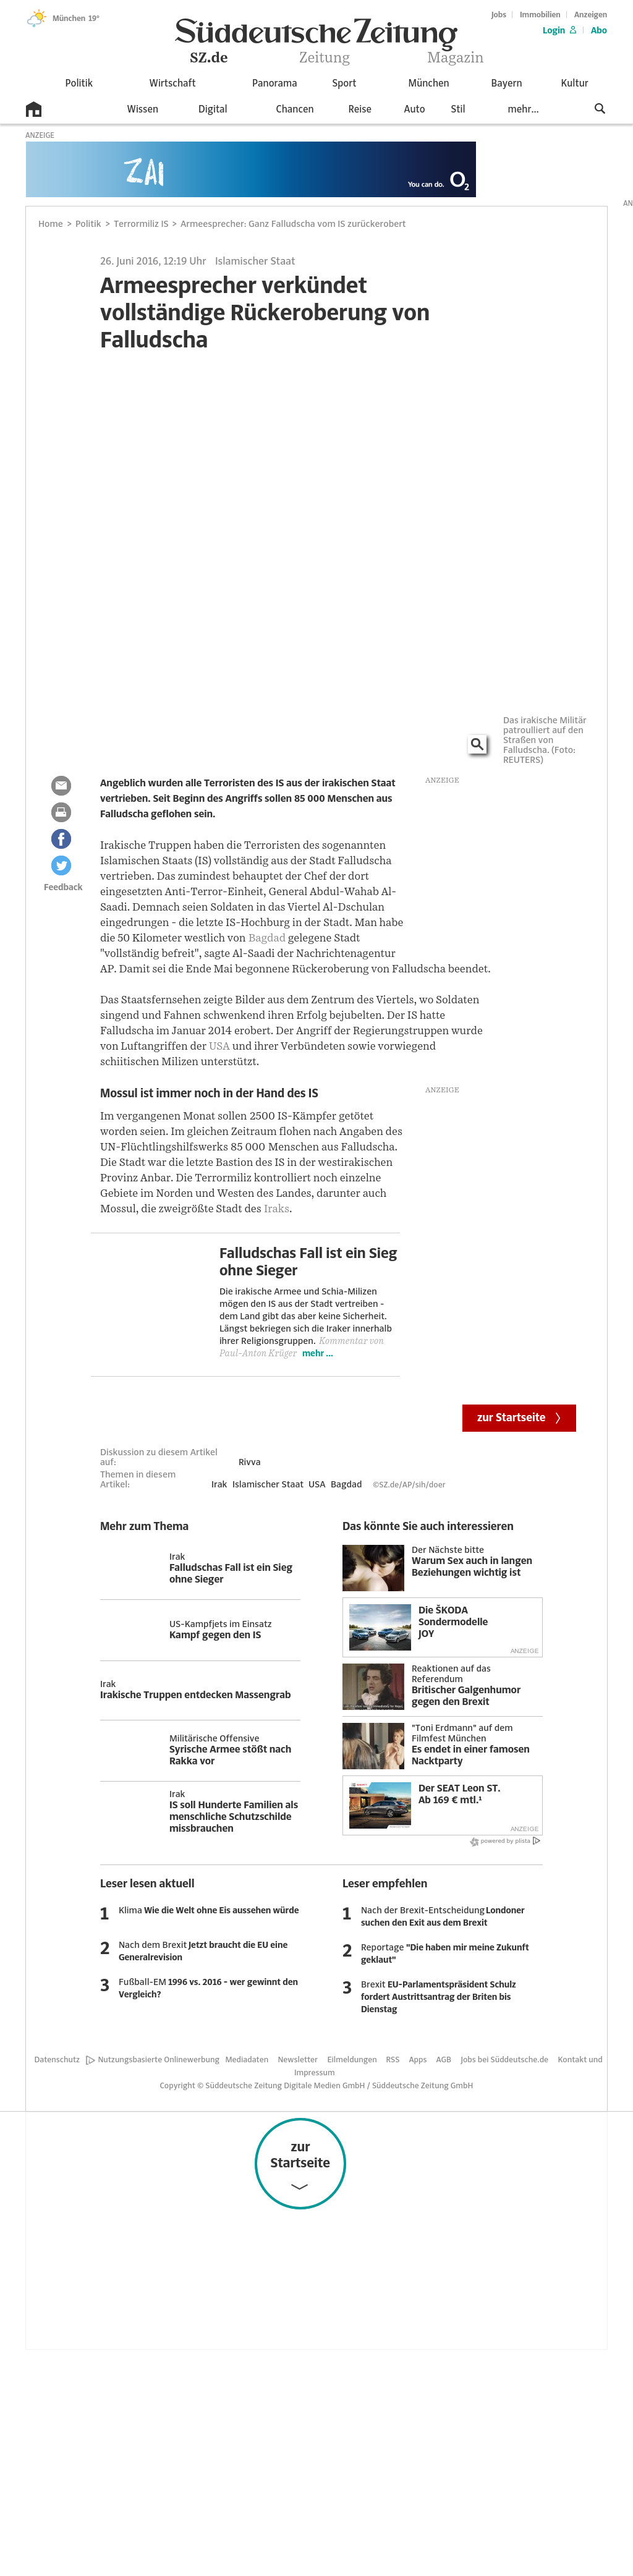 München 19°
Jobs
Immobilien
Anzeigen
Login
Abo
Süddeutsche Zeitung
SZ.de
Zeitung
Magazin
Politik
Wirtschaft
Panorama
Sport
München
Bayern
Kultur
Wissen
Digital
Chancen
Reise
Auto
Stil
mehr...
ANZEIGE
You can do.
O2
AN
Home > Politik > Terrormiliz IS > Armeesprecher: Ganz Falludscha vom IS zurückerobert
26. Juni 2016, 12:19 Uhr Islamischer Staat
Armeesprecher verkündet
vollständige Rückeroberung von
Falludscha
Das irakische Militär
patroulliert auf den
Straßen von
Falludscha. (Foto:
REUTERS)
Feedback
Angeblich wurden alle Terroristen des IS aus der irakischen Staat
vertrieben. Seit Beginn des Angriffs sollen 85 000 Menschen aus
Falludscha geflohen sein.
ANZEIGE
Irakische Truppen haben die Terroristen des sogenannten
Islamischen Staats (IS) vollständig aus der Stadt Falludscha
vertrieben. Das zumindest behauptet der Chef der dort
eingesetzten Anti-Terror-Einheit, General Abdul-Wahab Al-
Saadi. Demnach seien Soldaten in das Viertel Al-Dschulan
eingedrungen - die letzte IS-Hochburg in der Stadt. Man habe
die 50 Kilometer westlich von Bagdad gelegene Stadt
"vollständig befreit", sagte Al-Saadi der Nachrichtenagentur
AP. Damit sei die Ende Mai begonnene Rückeroberung von Falludscha beendet.
Das Staatsfernsehen zeigte Bilder aus dem Zentrum des Viertels, wo Soldaten
singend und Fahnen schwenkend ihren Erfolg bejubelten. Der IS hatte
Falludscha im Januar 2014 erobert. Der Angriff der Regierungstruppen wurde
von Luftangriffen der USA und ihrer Verbündeten sowie vorwiegend
schiitischen Milizen unterstützt.
Mossul ist immer noch in der Hand des IS
ANZEIGE
Im vergangenen Monat sollen 2500 IS-Kämpfer getötet
worden seien. Im gleichen Zeitraum flohen nach Angaben des
UN-Flüchtlingshilfswerks 85 000 Menschen aus Falludscha.
Die Stadt war die letzte Bastion des IS in der westirakischen
Provinz Anbar. Die Terrormiliz kontrolliert noch einzelne
Gebiete im Norden und Westen des Landes, darunter auch
Mossul, die zweigrößte Stadt des Iraks.
Falludschas Fall ist ein Sieg
ohne Sieger
Die irakische Armee und Schia-Milizen
mögen den IS aus der Stadt vertreiben -
dem Land gibt das aber keine Sicherheit.
Längst bekriegen sich die Iraker innerhalb
ihrer Religionsgruppen. Kommentar von
Paul-Anton Krüger mehr ...
zur Startseite
Diskussion zu diesem Artikel
auf:
Rivva
Themen in diesem
Artikel:
Irak Islamischer Staat USA Bagdad ©SZ.de/AP/sih/doer
Mehr zum Thema
Irak
Falludschas Fall ist ein Sieg
ohne Sieger
US-Kampfjets im Einsatz
Kampf gegen den IS
Irak
Irakische Truppen entdecken Massengrab
Militärische Offensive
Syrische Armee stößt nach
Rakka vor
Irak
IS soll Hunderte Familien als
menschliche Schutzschilde
missbrauchen
Das könnte Sie auch interessieren
Der Nächste bitte
Warum Sex auch in langen
Beziehungen wichtig ist
Die ŠKODA
Sondermodelle
JOY
ANZEIGE
Reaktionen auf das
Referendum
Britischer Galgenhumor
gegen den Brexit
"Toni Erdmann" auf dem
Filmfest München
Es endet in einer famosen
Nacktparty
Der SEAT Leon ST.
Ab 169 € mtl.¹
ANZEIGE
powered by plista
Leser lesen aktuell
1 Klima Wie die Welt ohne Eis aussehen würde
2 Nach dem Brexit Jetzt braucht die EU eine
Generalrevision
3 Fußball-EM 1996 vs. 2016 - wer gewinnt den
Vergleich?
Leser empfehlen
1 Nach der Brexit-Entscheidung Londoner
suchen den Exit aus dem Brexit
2 Reportage "Die haben mir meine Zukunft
geklaut"
3 Brexit EU-Parlamentspräsident Schulz
fordert Austrittsantrag der Briten bis
Dienstag
Datenschutz Nutzungsbasierte Onlinewerbung Mediadaten Newsletter Eilmeldungen RSS Apps AGB Jobs bei Süddeutsche.de Kontakt und
Impressum
Copyright © Süddeutsche Zeitung Digitale Medien GmbH / Süddeutsche Zeitung GmbH
zur
Startseite